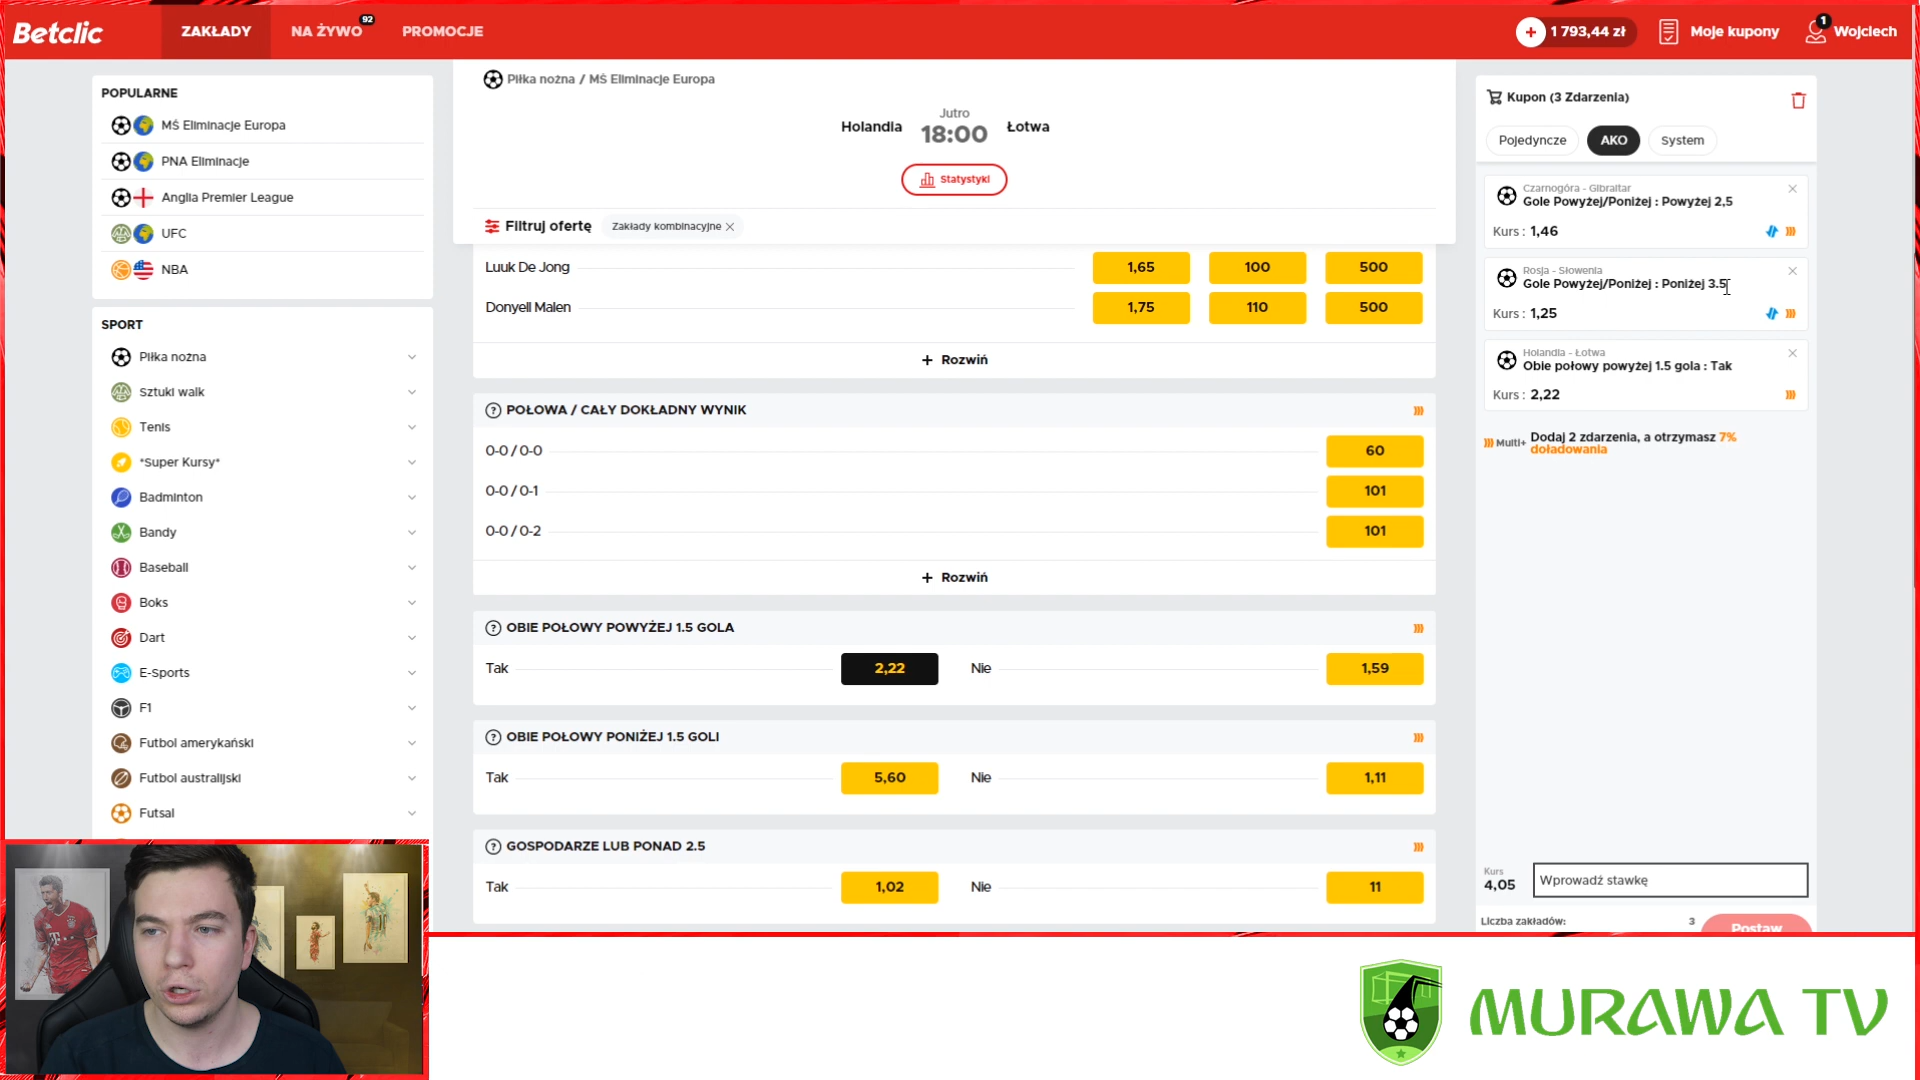 Betclic
ZAKŁADY
NA ŻYWO 92
PROMOCJE
1 793,44 zł
Moje kupony
1
Wojciech
POPULARNE
MŚ Eliminacje Europa
PNA Eliminacje
Anglia Premier League
UFC
NBA
SPORT
Piłka nożna
Sztuki walk
Tenis
*Super Kursy*
Badminton
Bandy
Baseball
Boks
Dart
E-Sports
F1
Futbol amerykański
Futbol australijski
Futsal
Piłka nożna / MŚ Eliminacje Europa
Jutro
Holandia 18:00 Łotwa
Statystyki
Filtruj ofertę
Zakłady kombinacyjne
Luuk De Jong 1,65 100 500
Donyell Malen 1,75 110 500
+ Rozwiń
POŁOWA / CAŁY DOKŁADNY WYNIK
0-0 / 0-0 60
0-0 / 0-1 101
0-0 / 0-2 101
+ Rozwiń
OBIE POŁOWY POWYŻEJ 1.5 GOLA
Tak 2,22 Nie 1,59
OBIE POŁOWY PONIŻEJ 1.5 GOLI
Tak 5,60 Nie 1,11
GOSPODARZE LUB PONAD 2.5
Tak 1,02 Nie 11
Kupon (3 Zdarzenia)
Pojedyncze AKO System
Czarnogóra - Gibraltar
Gole Powyżej/Poniżej : Powyżej 2,5
Kurs : 1,46
Rosja - Słowenia
Gole Powyżej/Poniżej : Poniżej 3.5
Kurs : 1,25
Holandia - Łotwa
Obie połowy powyżej 1.5 gola : Tak
Kurs : 2,22
Multi+ Dodaj 2 zdarzenia, a otrzymasz 7%
doładowania
Kurs
4,05
Wprowadź stawkę
Liczba zakładów: 3
Postaw
MURAWA TV